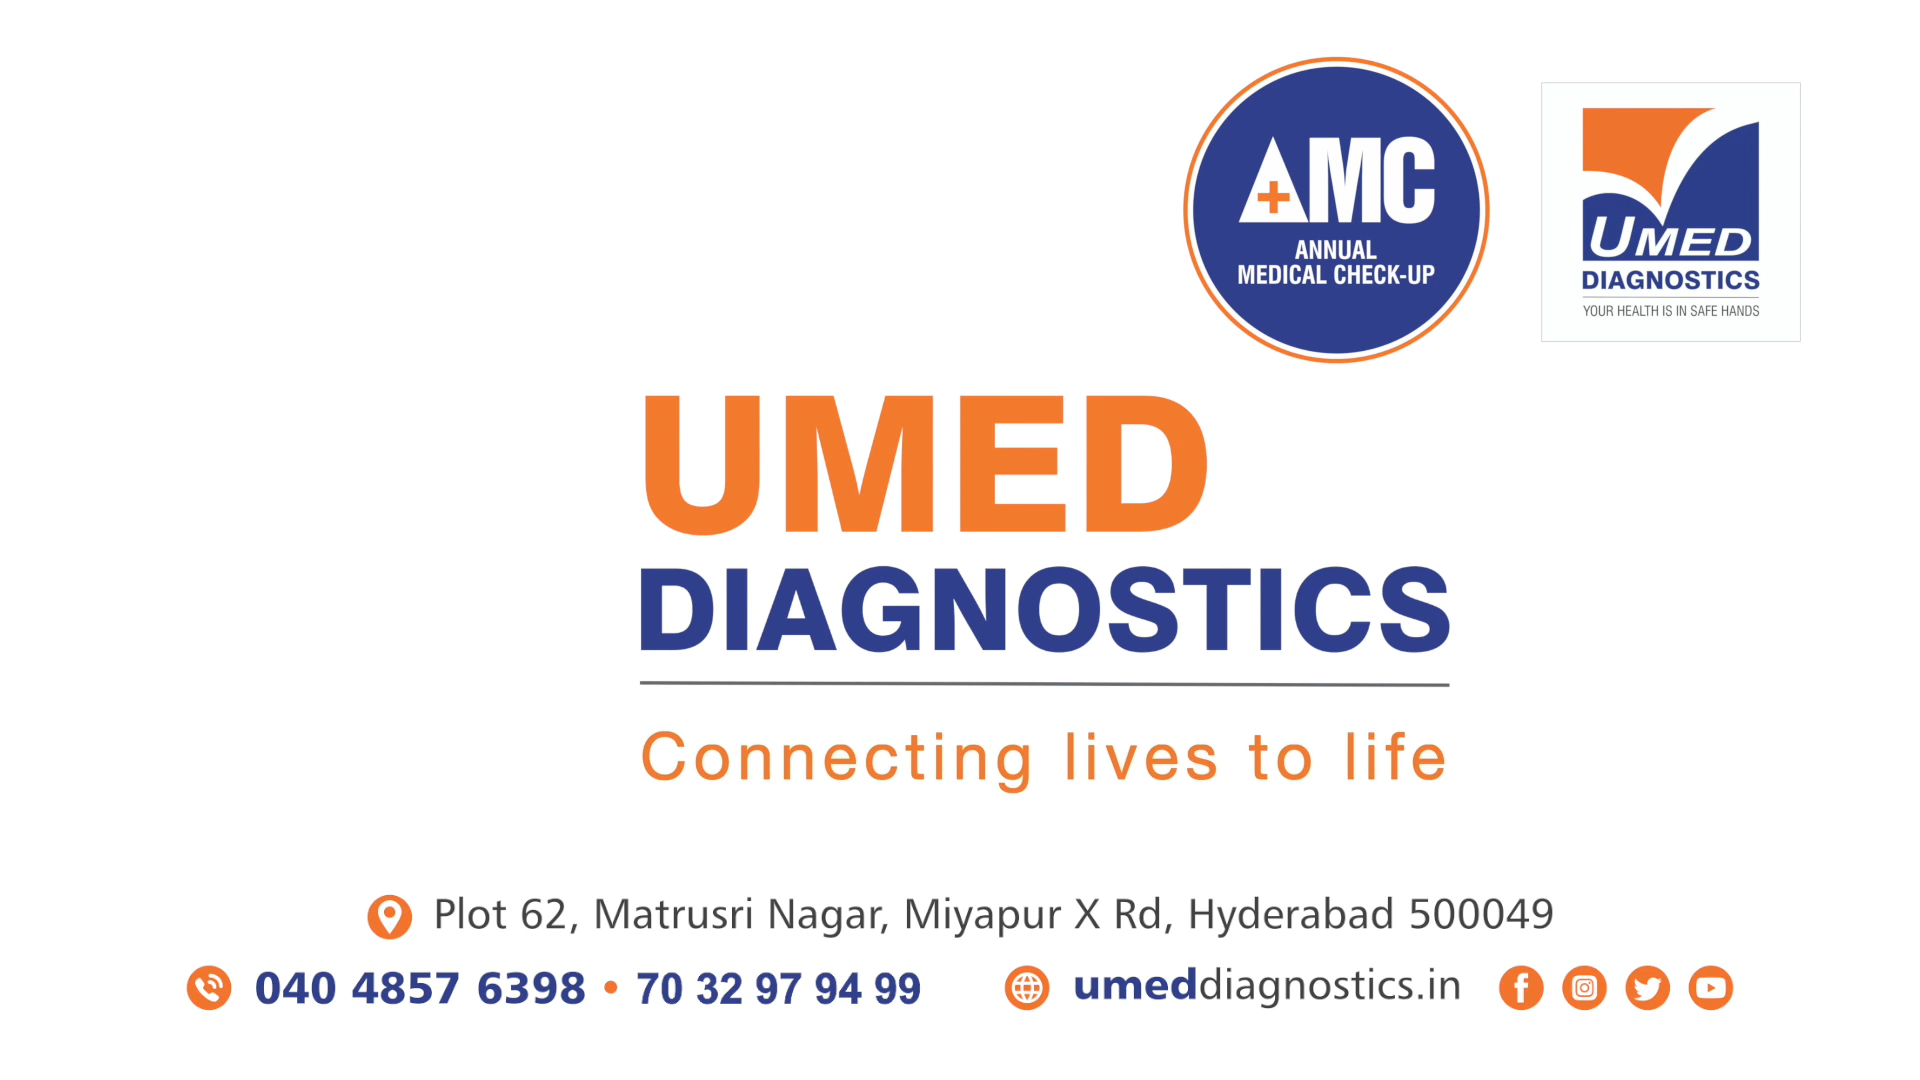 AMC
ANNUAL
MEDICAL CHECK-UP
UMED
DIAGNOSTICS
YOUR HEALTH IS IN SAFE HANDS
UMED
DIAGNOSTICS
Connecting lives to life
Plot 62, Matrusri Nagar, Miyapur X Rd, Hyderabad 500049
040 4857 6398 • 70 32 97 94 99 umeddiagnostics.in